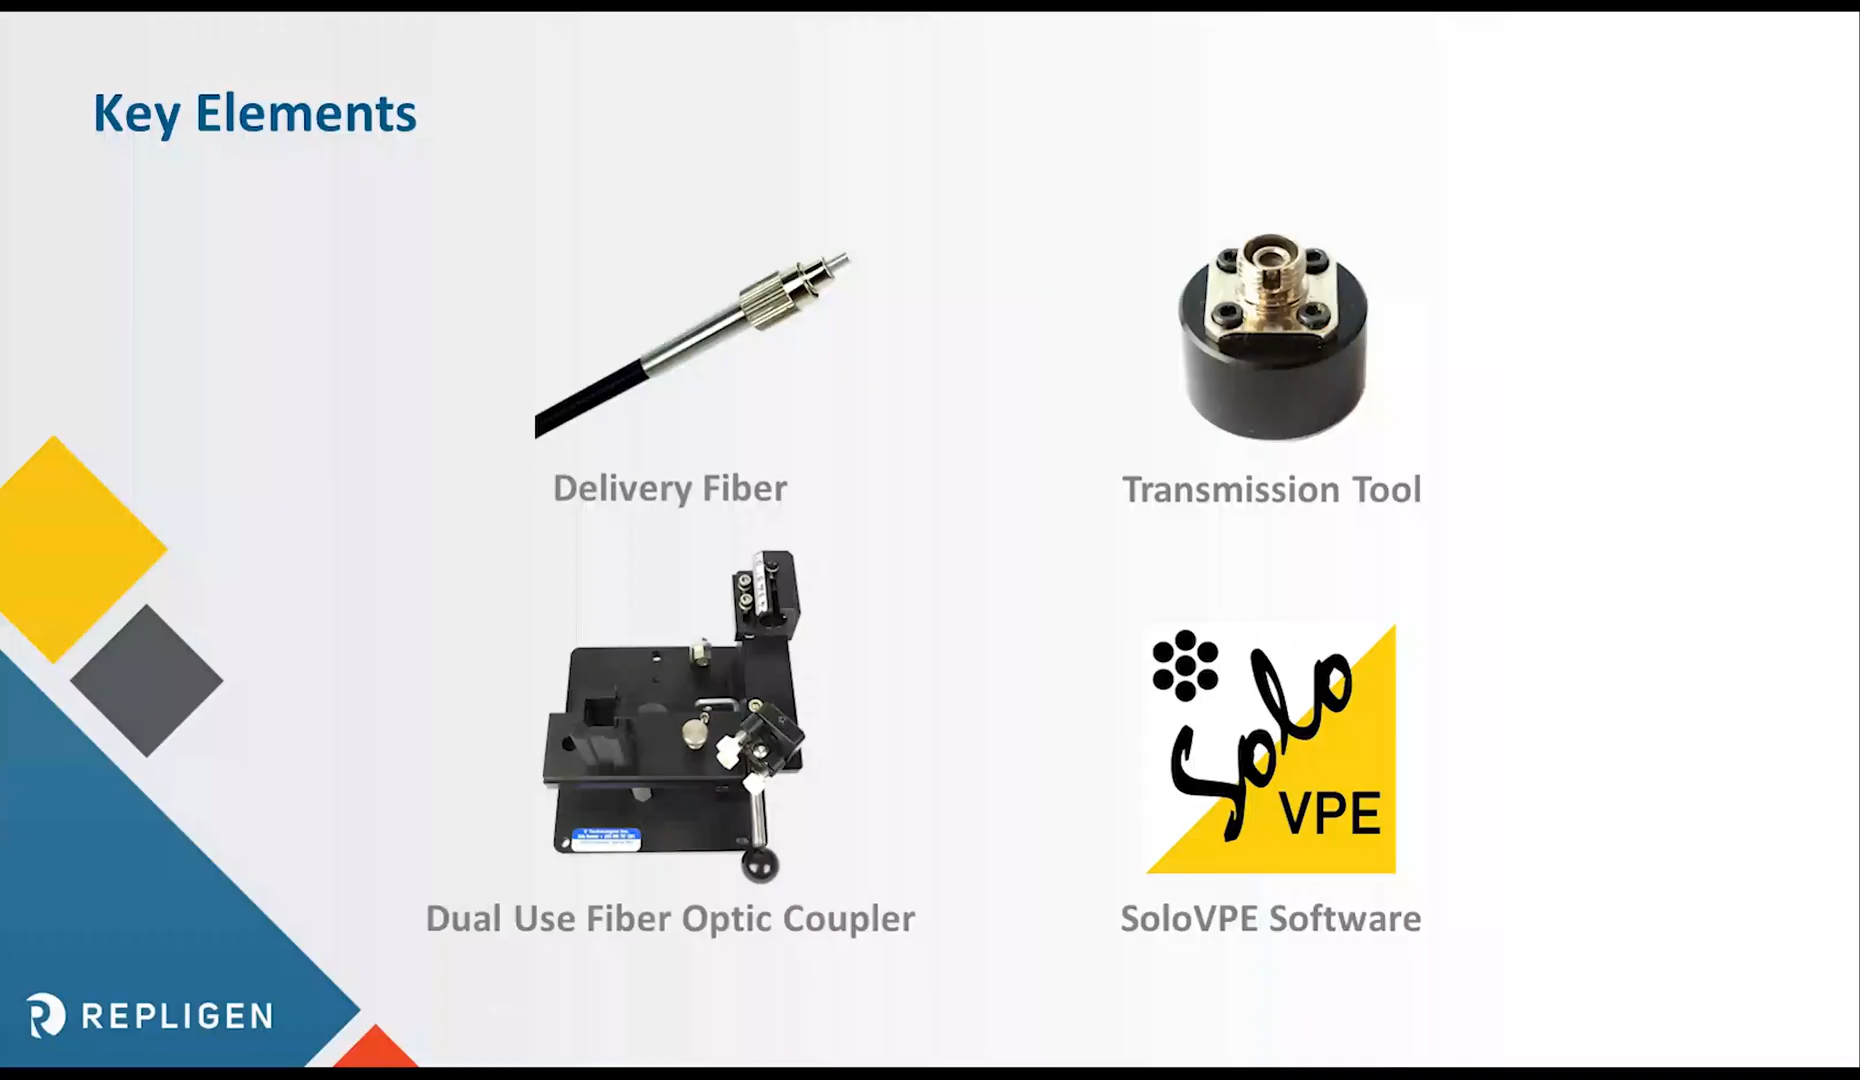 Key Elements
Delivery Fiber
Transmission Tool
Dual Use Fiber Optic Coupler
Solo
VPE
SoloVPE Software
REPLIGEN